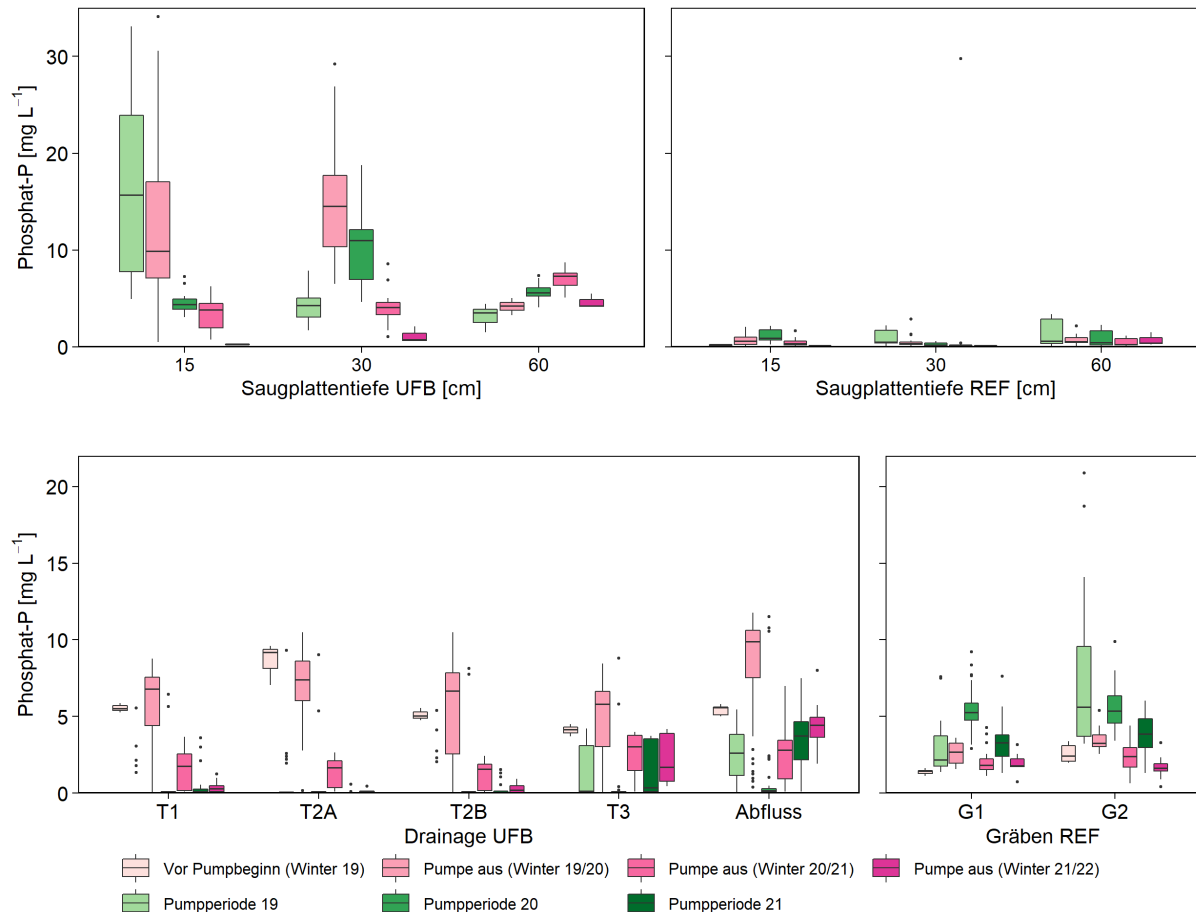 Phosphat-P [mg L⁻¹]
30
20
10
0
15 30 60
Saugplattentiefe UFB [cm]
15 30 60
Saugplattentiefe REF [cm]
Phosphat-P [mg L⁻¹]
20
15
10
5
0
T1 T2A T2B T3 Abfluss
Drainage UFB
G1 G2
Gräben REF
Vor Pumpbeginn (Winter 19) Pumpe aus (Winter 19/20) Pumpe aus (Winter 20/21) Pumpe aus (Winter 21/22)
Pumpperiode 19 Pumpperiode 20 Pumpperiode 21